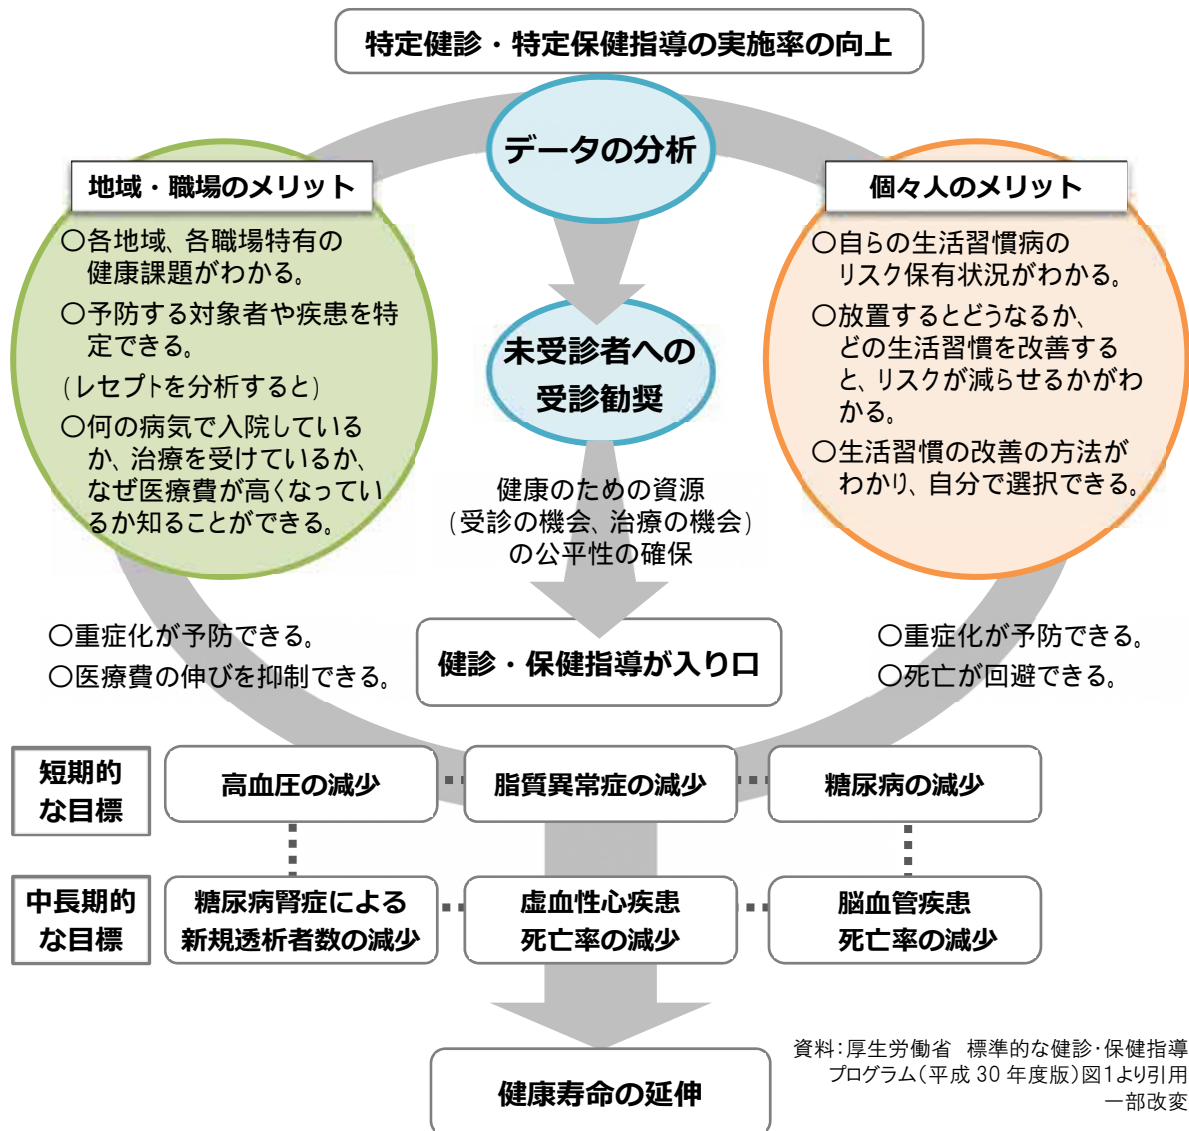 特定健診・特定保健指導の実施率の向上
データの分析
地域・職場のメリット
○各地域、各職場特有の
健康課題がわかる。
○予防する対象者や疾患を特
定できる。
(レセプトを分析すると)
○何の病気で入院している
か、治療を受けているか、
なぜ医療費が高くなってい
るか知ることができる。
個々人のメリット
○自らの生活習慣病の
リスク保有状況がわかる。
○放置するとどうなるか、
どの生活習慣を改善する
と、リスクが減らせるかがわ
かる。
○生活習慣の改善の方法が
わかり、自分で選択できる。
未受診者への
受診勧奨
健康のための資源
(受診の機会、治療の機会)
の公平性の確保
○重症化が予防できる。
○医療費の伸びを抑制できる。
健診・保健指導が入り口
○重症化が予防できる。
○死亡が回避できる。
短期的
な目標
高血圧の減少
脂質異常症の減少
糖尿病の減少
中長期的
な目標
糖尿病腎症による
新規透析者数の減少
虚血性心疾患
死亡率の減少
脳血管疾患
死亡率の減少
健康寿命の延伸
資料:厚生労働省 標準的な健診・保健指導
プログラム(平成 30 年度版)図1より引用
一部改変